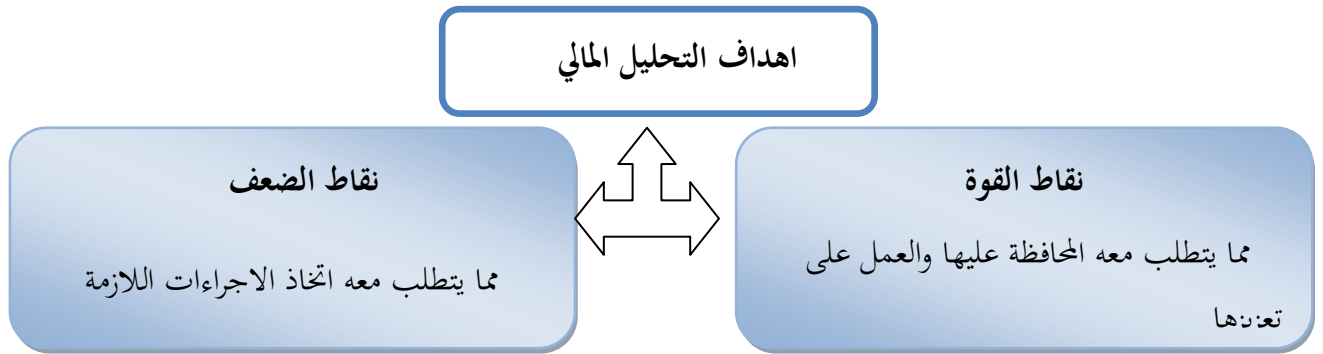 اهداف التحليل المالي
نقاط القوة
مما يتطلب معه المحافظة عليها والعمل على
تعزيزها
نقاط الضعف
مما يتطلب معه اتخاذ الاجراءات اللازمة